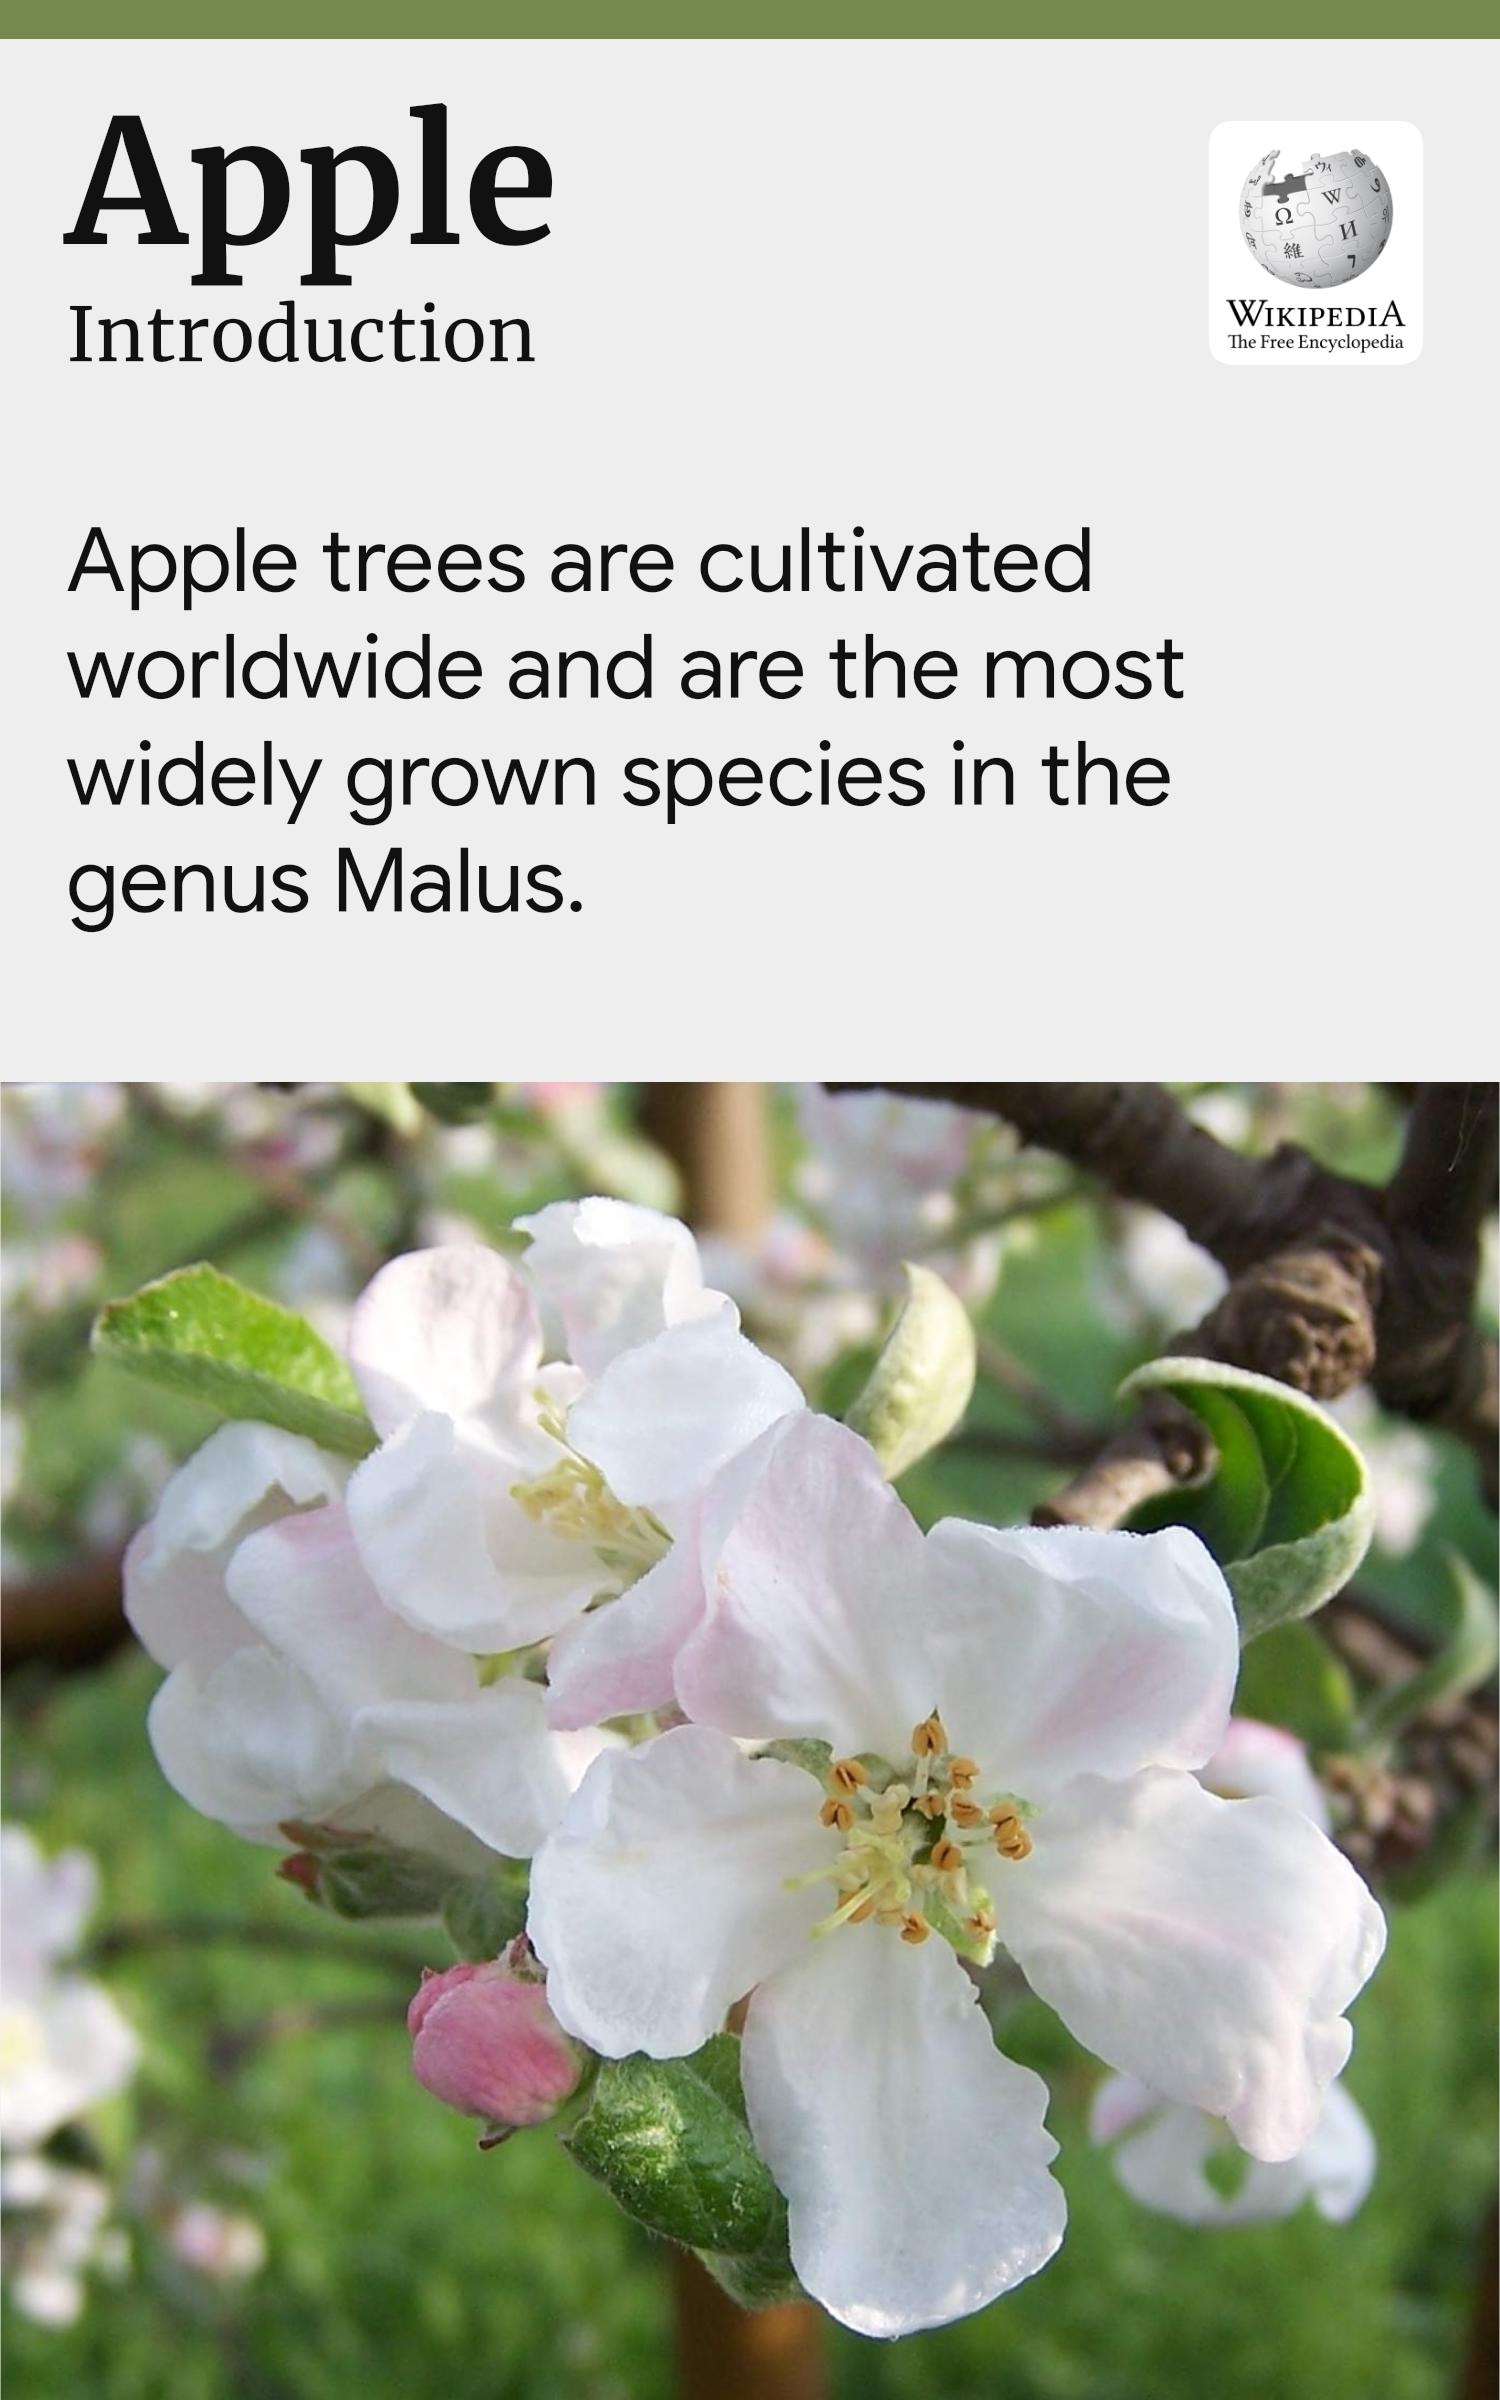 Apple
Introduction
Ω
W
И
維
WIKIPEDIA
The Free Encyclopedia
Apple trees are cultivated
worldwide and are the most
widely grown species in the
genus Malus.